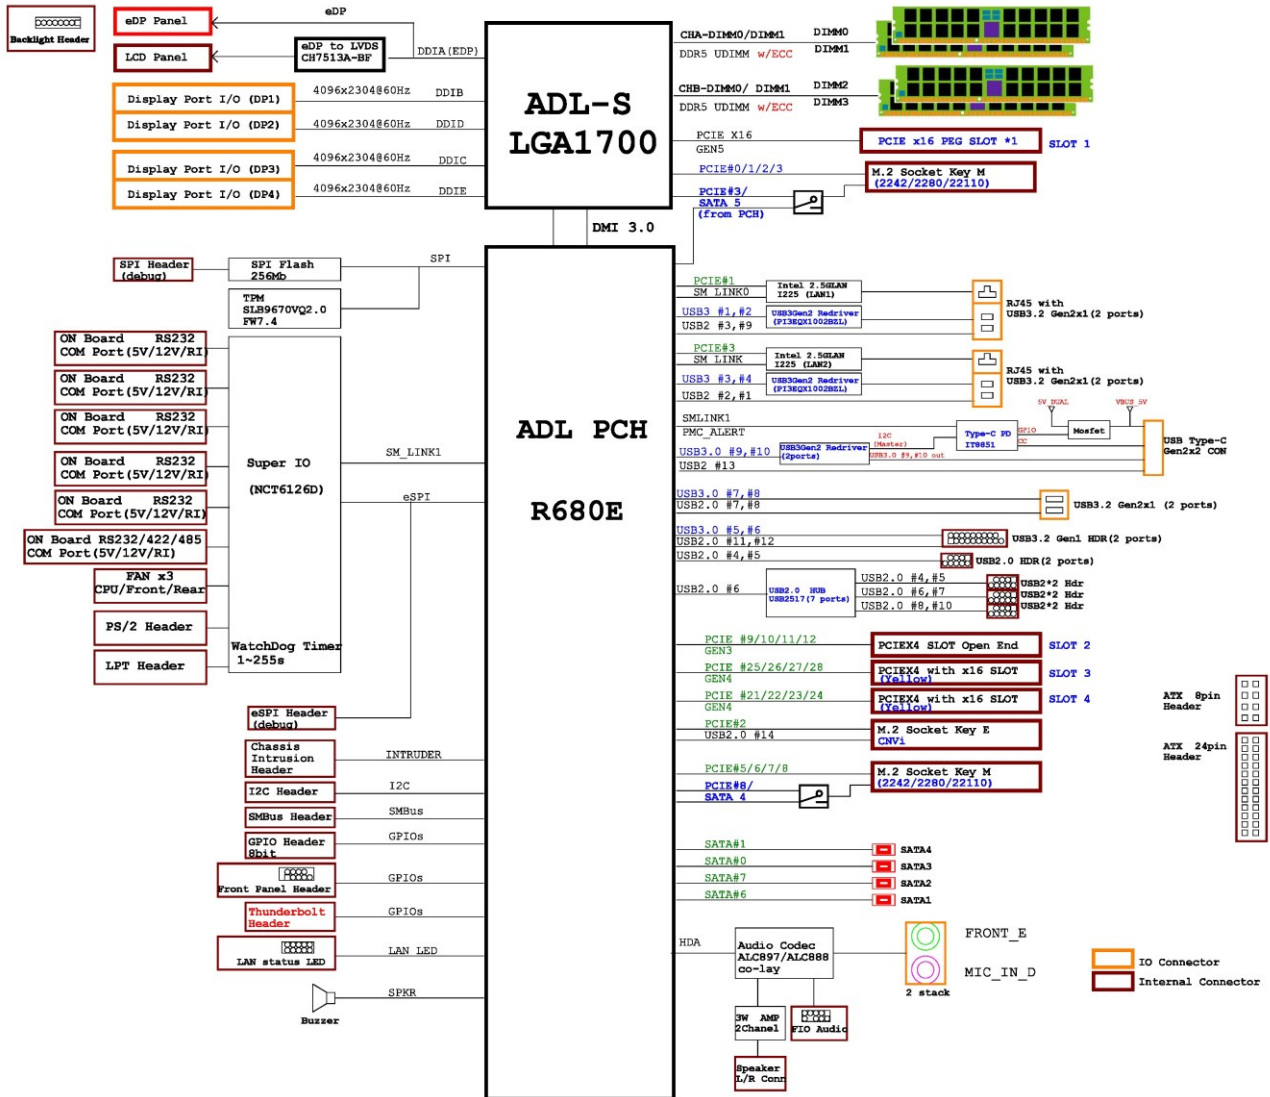 Backlight Header
eDP Panel
LCD Panel
eDP
eDP to LVDS
CH7513A-BF
DDIA(EDP)
Display Port I/O (DP1)
4096x2304@60Hz
DDIB
Display Port I/O (DP2)
4096x2304@60Hz
DDID
Display Port I/O (DP3)
4096x2304@60Hz
DDIC
Display Port I/O (DP4)
4096x2304@60Hz
DDIE
ADL-S
LGA1700
CHA-DIMM0/DIMM1
DIMM0
DDR5 UDIMM w/ECC
DIMM1
CHB-DIMM0/ DIMM1
DIMM2
DDR5 UDIMM w/ECC
DIMM3
PCIE X16
GEN5
PCIE x16 PEG SLOT *1
SLOT 1
PCIE#0/1/2/3
M.2 Socket Key M
(2242/2280/22110)
PCIE#3/
SATA 5
(from PCH)
DMI 3.0
SPI Header
(debug)
SPI Flash
256Mb
SPI
TPM
SLB9670VQ2.0
FW7.4
ON Board RS232
COM Port(5V/12V/RI)
ON Board RS232
COM Port(5V/12V/RI)
ON Board RS232
COM Port(5V/12V/RI)
ON Board RS232
COM Port(5V/12V/RI)
ON Board RS232
COM Port(5V/12V/RI)
ON Board RS232/422/485
COM Port(5V/12V/RI)
FAN x3
CPU/Front/Rear
PS/2 Header
LPT Header
Super IO
(NCT6126D)
WatchDog Timer
1~255s
SM_LINK1
eSPI
eSPI Header
(debug)
Chassis
Intrusion
Header
INTRUDER
I2C Header
I2C
SMBus Header
SMBus
GPIO Header
8bit
GPIOs
Front Panel Header
GPIOs
Thunderbolt
Header
GPIOs
LAN status LED
LAN LED
Buzzer
SPKR
ADL PCH
R680E
PCIE#1
SM LINK0
Intel 2.5GLAN
I225 (LAN1)
USB3 #1,#2
USB2 #3,#9
USB3Gen2 Redriver
(PI3EQX1002BZL)
RJ45 with
USB3.2 Gen2x1(2 ports)
PCIE#3
SM LINK
Intel 2.5GLAN
I225 (LAN2)
USB3 #3,#4
USB2 #2,#1
USB3Gen2 Redriver
(PI3EQX1002BZL)
RJ45 with
USB3.2 Gen2x1(2 ports)
SMLINK1
PMC_ALERT
USB3.0 #9,#10
USB2 #13
USB3Gen2 Redriver
(2ports)
I2C
(Master)
USB3.0 #9,#10 out
Type-C PD
IT8851
GPIO
CC
5V_DUAL
VBUS_5V
Mosfet
USB Type-C
Gen2x2 CON
USB3.0 #7,#8
USB2.0 #7,#8
USB3.2 Gen2x1 (2 ports)
USB3.0 #5,#6
USB2.0 #11,#12
USB3.2 Gen1 HDR(2 ports)
USB2.0 #4,#5
USB2.0 HDR(2 ports)
USB2.0 #6
USB2.0 HUB
USB2517(7 ports)
USB2.0 #4,#5
USB2*2 Hdr
USB2.0 #6,#7
USB2*2 Hdr
USB2.0 #8,#10
USB2*2 Hdr
PCIE #9/10/11/12
GEN3
PCIEX4 SLOT Open End
SLOT 2
PCIE #25/26/27/28
GEN4
PCIEX4 with x16 SLOT
(Yellow)
SLOT 3
PCIE #21/22/23/24
GEN4
PCIEX4 with x16 SLOT
(Yellow)
SLOT 4
PCIE#2
USB2.0 #14
M.2 Socket Key E
CNVi
PCIE#5/6/7/8
PCIE#8/
SATA 4
M.2 Socket Key M
(2242/2280/22110)
ATX 8pin
Header
ATX 24pin
Header
SATA#1
SATA4
SATA#0
SATA3
SATA#7
SATA2
SATA#6
SATA1
HDA
Audio Codec
ALC897/ALC888
co-lay
FRONT_E
MIC_IN_D
2 stack
3W AMP
2Chanel
FIO Audio
Speaker
L/R Conn
IO Connector
Internal Connector